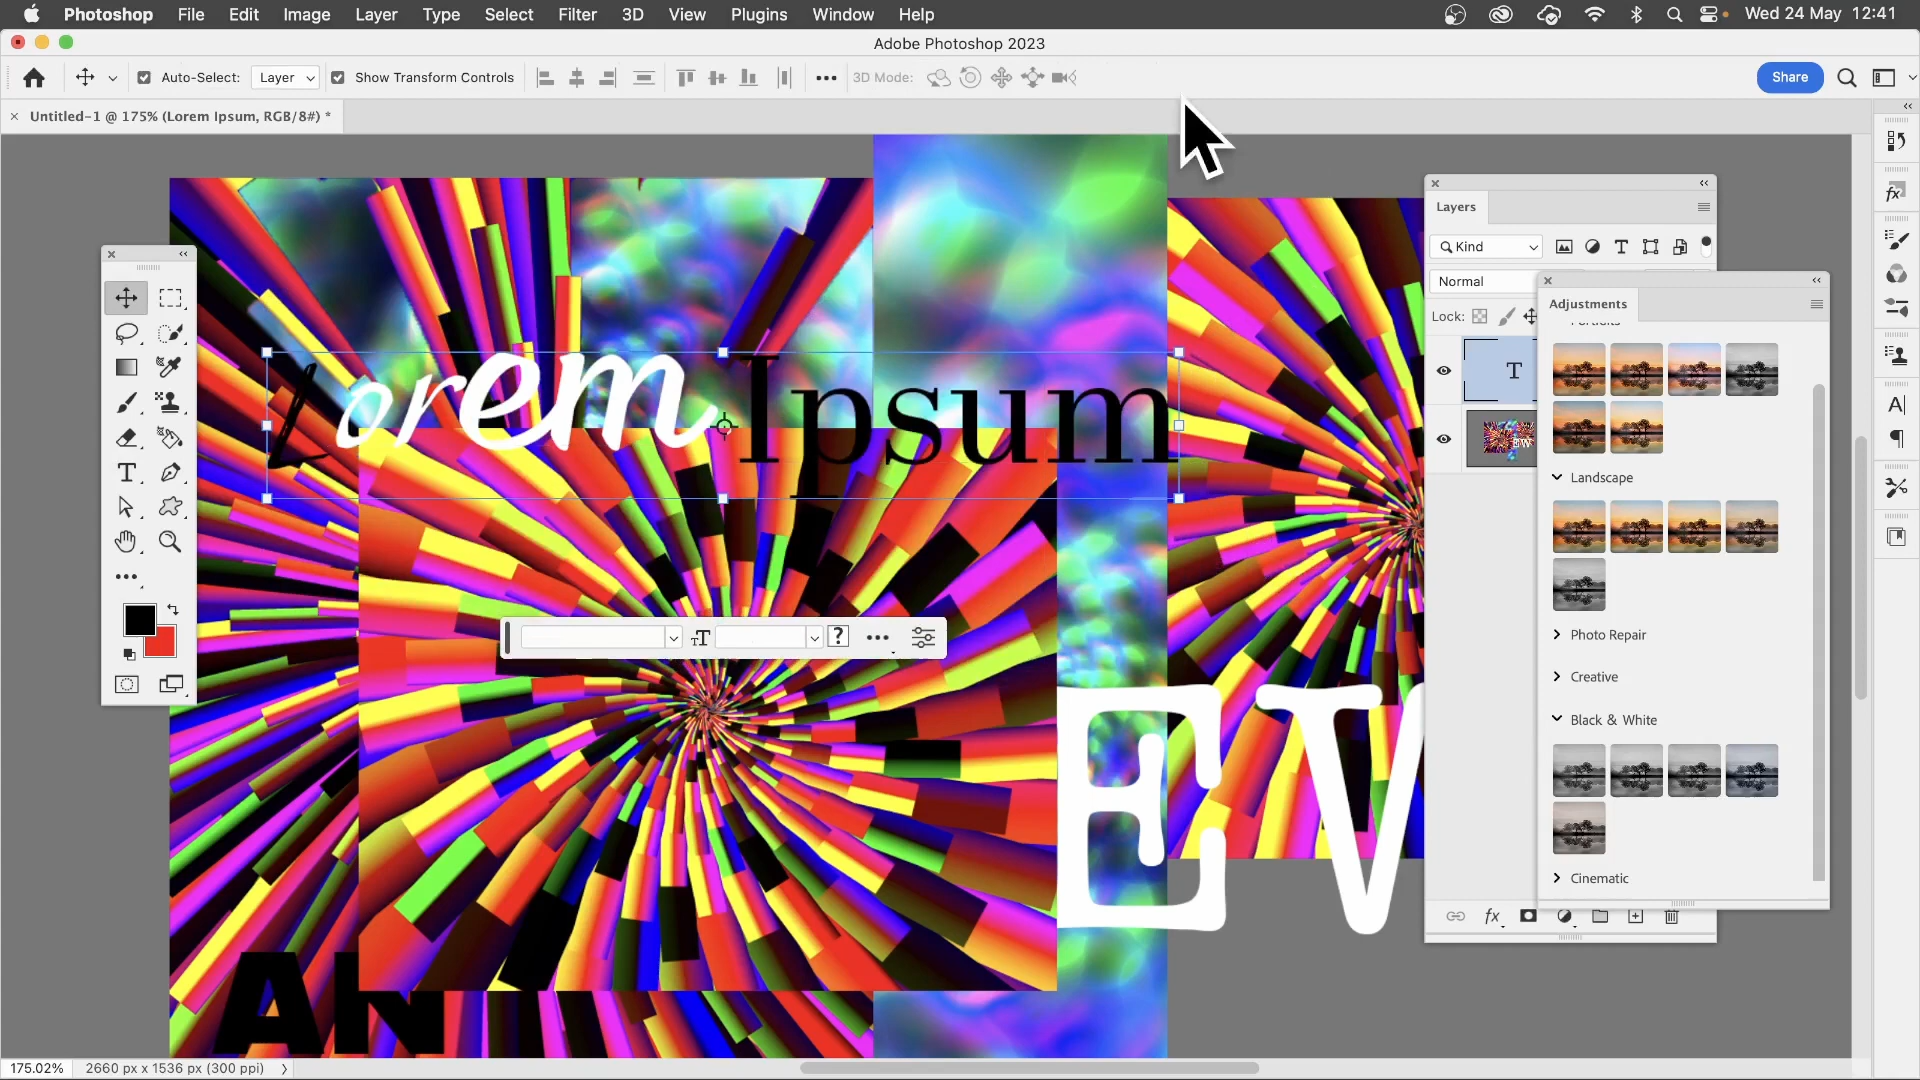 Photoshop File Edit Image Layer Type Select Filter 3D View Plugins Window Help Wed 24 May 12:41
Adobe Photoshop 2023
Auto-Select: Layer Show Transform Controls 3D Mode: Share
Untitled-1 @ 175% (Lorem Ipsum, RGB/8#) *
Layers
Kind
Normal
Lock:
Adjustments
Landscape
Photo Repair
Creative
Black & White
Cinematic
Lorem Ipsum
EV
AN
175.02% 2660 px x 1536 px (300 ppi)